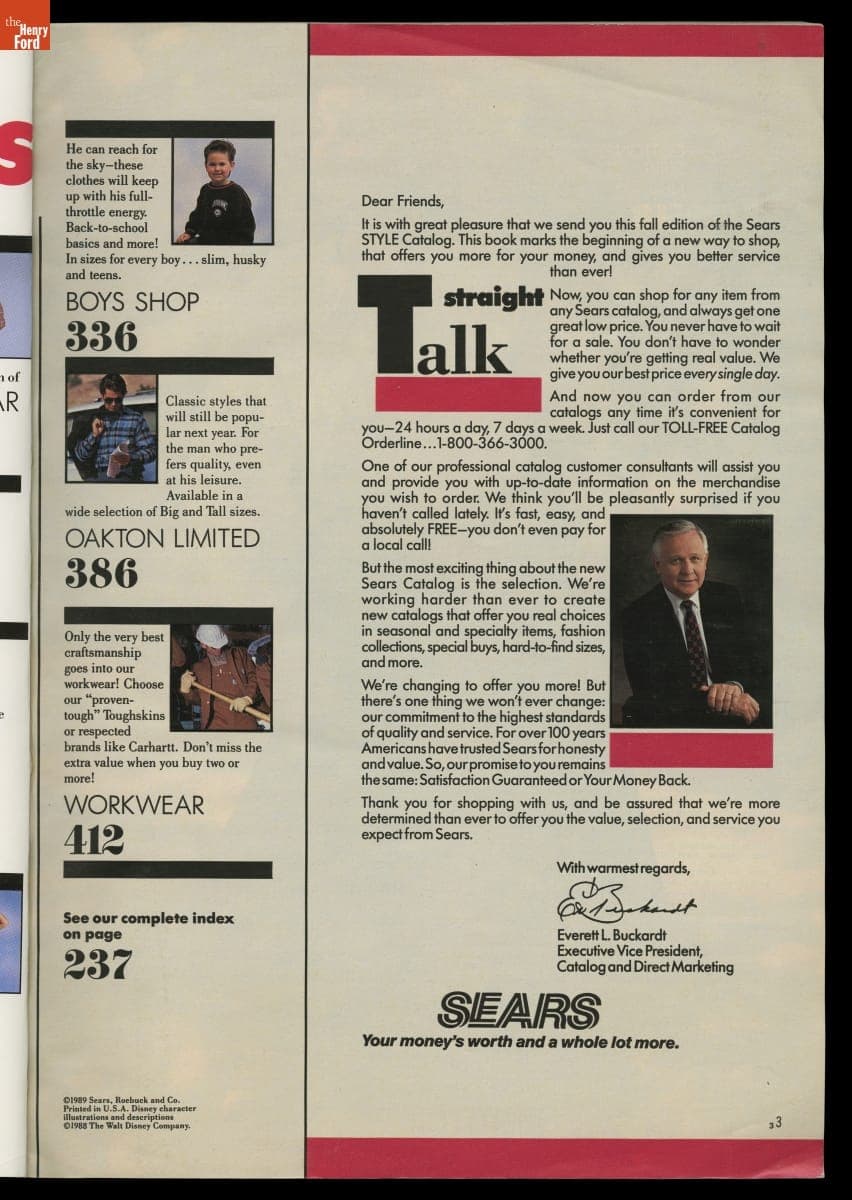 the
Henry
Ford
S
n of
AR
e
He can reach for
the sky—these
clothes will keep
up with his full-
throttle energy.
Back-to-school
basics and more!
In sizes for every boy . . . slim, husky
and teens.
BOYS SHOP
336
Classic styles that
will still be popu-
lar next year. For
the man who pre-
fers quality, even
at his leisure.
Available in a
wide selection of Big and Tall sizes.
OAKTON LIMITED
386
Only the very best
craftsmanship
goes into our
workwear! Choose
our “proven-
tough” Toughskins
or respected
brands like Carhartt. Don’t miss the
extra value when you buy two or
more!
WORKWEAR
412
See our complete index
on page
237
©1989 Sears, Roebuck and Co.
Printed in U.S.A. Disney character
illustrations and descriptions
©1988 The Walt Disney Company.
Dear Friends,
It is with great pleasure that we send you this fall edition of the Sears
STYLE Catalog. This book marks the beginning of a new way to shop,
that offers you more for your money, and gives you better service
than ever!
straight
Talk
Now, you can shop for any item from
any Sears catalog, and always get one
great low price. You never have to wait
for a sale. You don’t have to wonder
whether you’re getting real value. We
give you our best price every single day.
And now you can order from our
catalogs any time it’s convenient for
you—24 hours a day, 7 days a week. Just call our TOLL-FREE Catalog
Orderline...1-800-366-3000.
One of our professional catalog customer consultants will assist you
and provide you with up-to-date information on the merchandise
you wish to order. We think you’ll be pleasantly surprised if you
haven’t called lately. It’s fast, easy, and
absolutely FREE—you don’t even pay for
a local call!
But the most exciting thing about the new
Sears Catalog is the selection. We’re
working harder than ever to create
new catalogs that offer you real choices
in seasonal and specialty items, fashion
collections, special buys, hard-to-find sizes,
and more.
We’re changing to offer you more! But
there’s one thing we won’t ever change:
our commitment to the highest standards
of quality and service. For over 100 years
Americans have trusted Sears for honesty
and value. So, our promise to you remains
the same: Satisfaction Guaranteed or Your Money Back.
Thank you for shopping with us, and be assured that we’re more
determined than ever to offer you the value, selection, and service you
expect from Sears.
With warmest regards,
Ev Buckardt
Everett L. Buckardt
Executive Vice President,
Catalog and Direct Marketing
SEARS
Your money’s worth and a whole lot more.
3 3